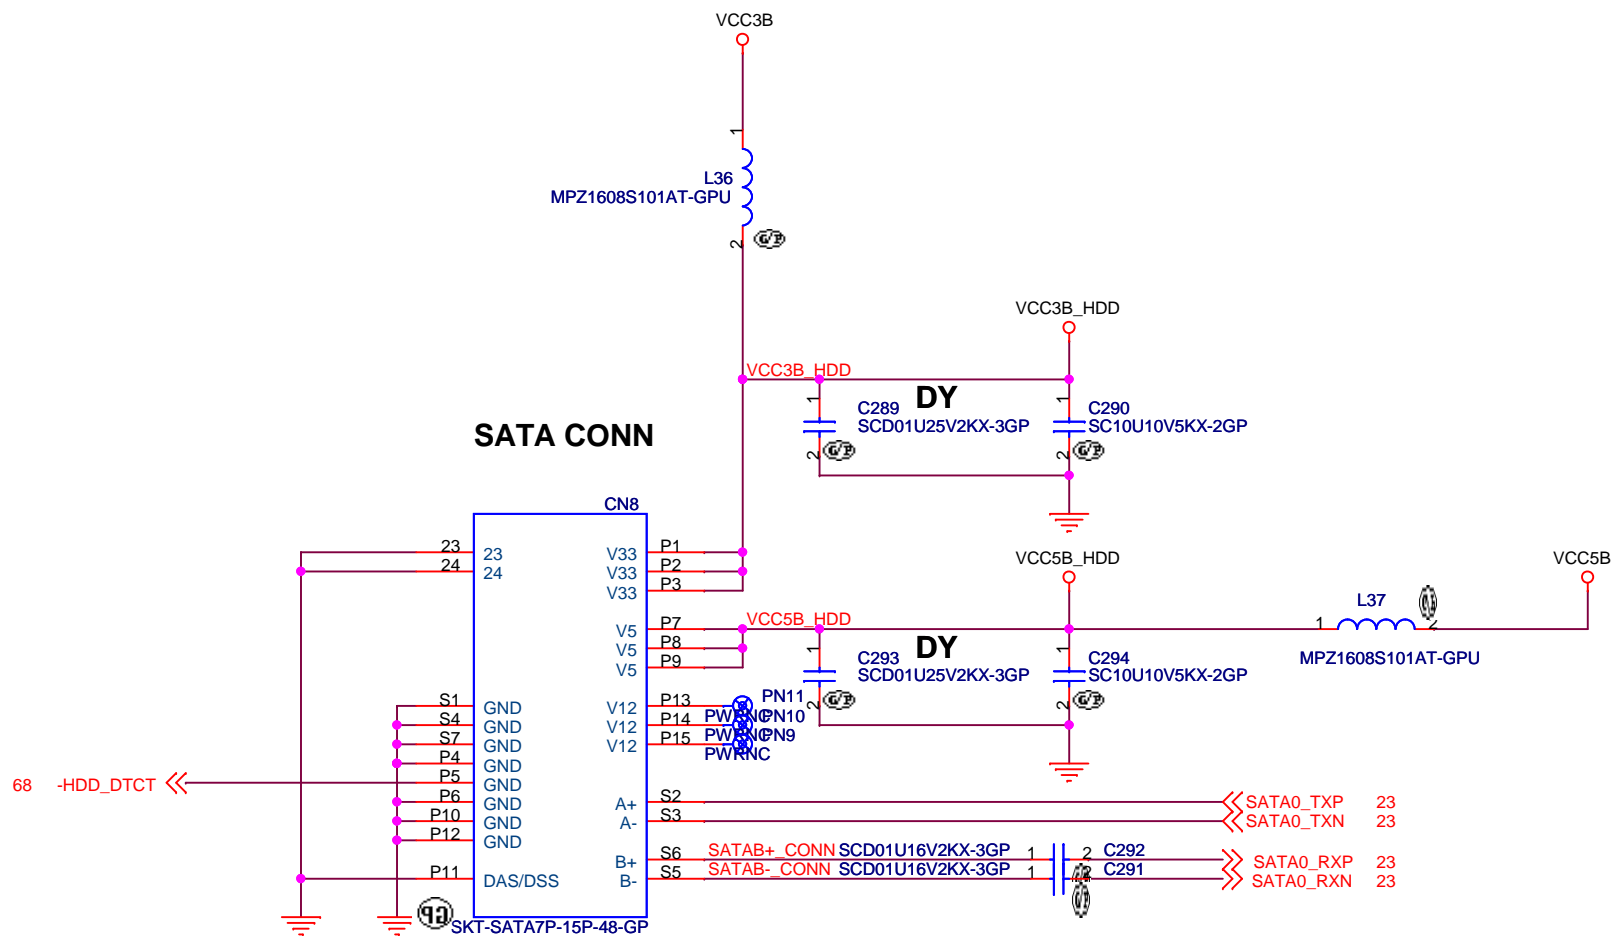 VCC3B
1
L36
MPZ1608S101AT-GPU
2
G/P
VCC3B_HDD
VCC3B_HDD
DY
1
C289
SCD01U25V2KX-3GP
2
G/P
1
C290
SC10U10V5KX-2GP
2
G/P
SATA CONN
CN8
23 23
24 24
V33 P1
V33 P2
V33 P3
V5 P7
V5 P8
V5 P9
VCC5B_HDD
VCC5B_HDD
VCC5B
L37
1
2
MPZ1608S101AT-GPU
DY
1
C293
SCD01U25V2KX-3GP
2
G/P
1
C294
SC10U10V5KX-2GP
2
G/P
S1 GND
S4 GND
S7 GND
P4 GND
P5 GND
P6 GND
P10 GND
P12 GND
P11 DAS/DSS
V12 P13
V12 P14
V12 P15
PN11
PWRNC PN10
PWRNC PN9
PWRNC
68 -HDD_DTCT
A+ S2
A- S3
SATA0_TXP 23
SATA0_TXN 23
B+ S6 SATAB+_CONN SCD01U16V2KX-3GP 1 2 C292
B- S5 SATAB-_CONN SCD01U16V2KX-3GP 1 2 C291
SATA0_RXP 23
SATA0_RXN 23
GP
SKT-SATA7P-15P-48-GP